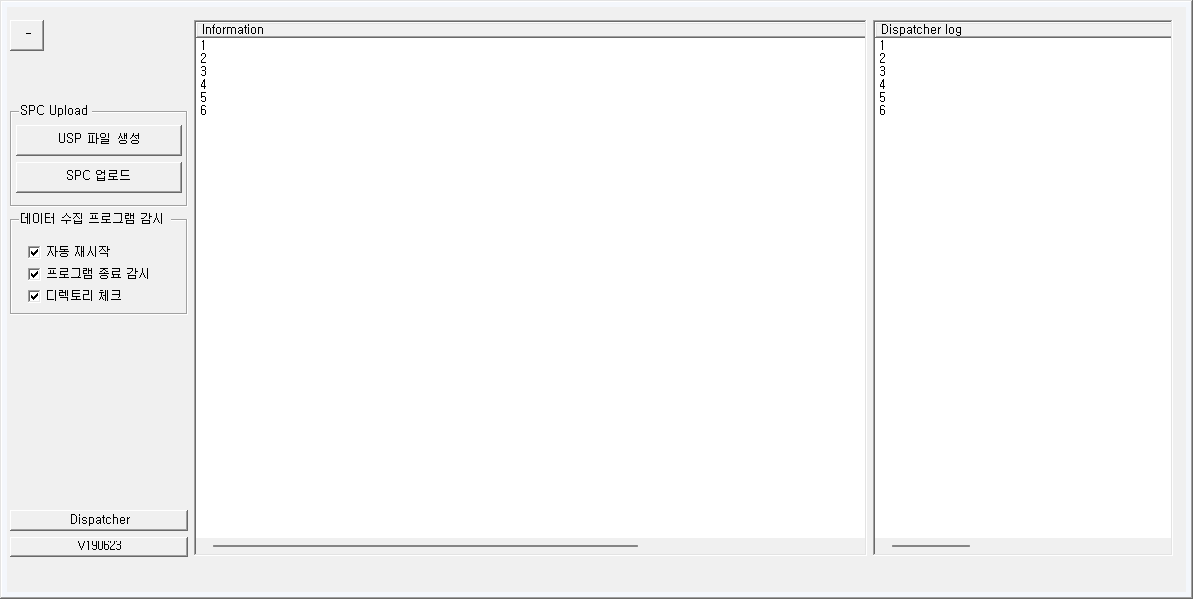 -
SPC Upload
USP 파일 생성
SPC 업로드
데이터 수집 프로그램 감시
자동 재시작
프로그램 종료 감시
디렉토리 체크
Dispatcher
V190623
Information
1
2
3
4
5
6
Dispatcher log
1
2
3
4
5
6